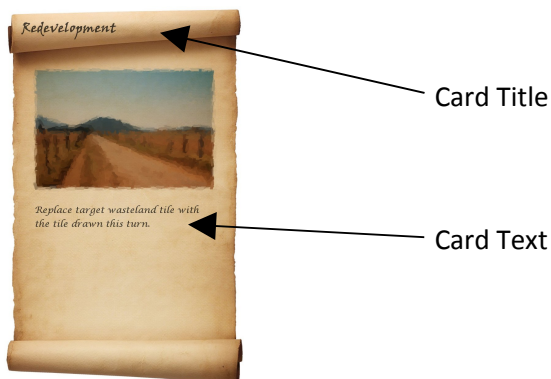 Redevelopment
Card Title
Replace target wasteland tile with
the tile drawn this turn.
Card Text